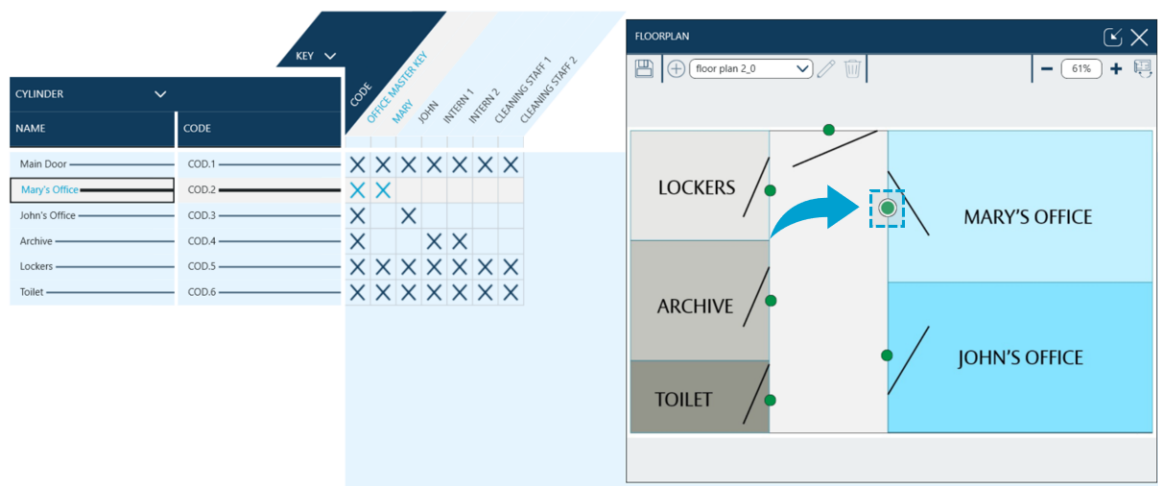 KEY
CODE
OFFICE MASTER KEY
MARY
JOHN
INTERN 1
INTERN 2
CLEANING STAFF 1
CLEANING STAFF 2
CYLINDER
NAME CODE
Main Door COD.1
Mary's Office COD.2
John's Office COD.3
Archive COD.4
Lockers COD.5
Toilet COD.6
FLOORPLAN
floor plan 2_0 61%
LOCKERS
MARY'S OFFICE
ARCHIVE
JOHN'S OFFICE
TOILET